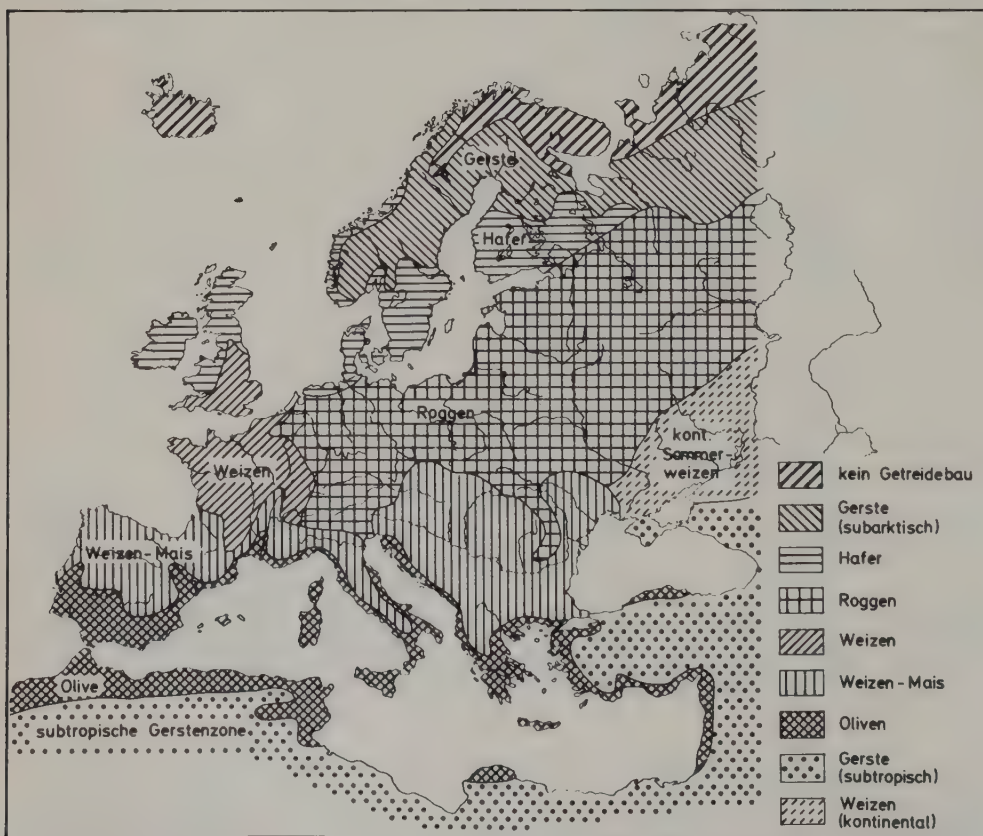 Gerste
Hafer
Roggen
kont.
Sommer-
weizen
Weizen
Weizen-Mais
Olive
subtropische Gerstenzone
kein Getreidebau
Gerste
(subarktisch)
Hafer
Roggen
Weizen
Weizen-Mais
Oliven
Gerste
(subtropisch)
Weizen
(kontinental)